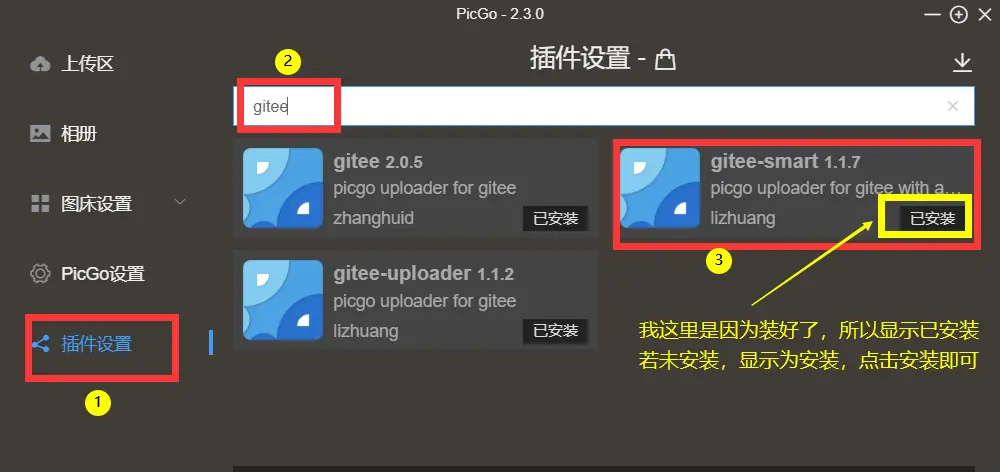 PicGo - 2.3.0
上传区
相册
图床设置
PicGo设置
插件设置
1
2
插件设置 -
gitee
gitee 2.0.5
picgo uploader for gitee
zhanghuid
已安装
gitee-smart 1.1.7
picgo uploader for gitee with a...
lizhuang
已安装
3
gitee-uploader 1.1.2
picgo uploader for gitee
lizhuang
已安装
我这里是因为装好了，所以显示已安装
若未安装，显示为安装，点击安装即可